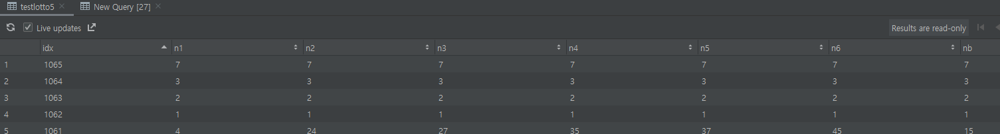 testlotto5 New Query [27]
Live updates Results are read-only
idx n1 n2 n3 n4 n5 n6 nb
1 1065 7 7 7 7 7 7 7
2 1064 3 3 3 3 3 3 3
3 1063 2 2 2 2 2 2 2
4 1062 1 1 1 1 1 1 1
5 1061 4 24 27 35 37 45 15